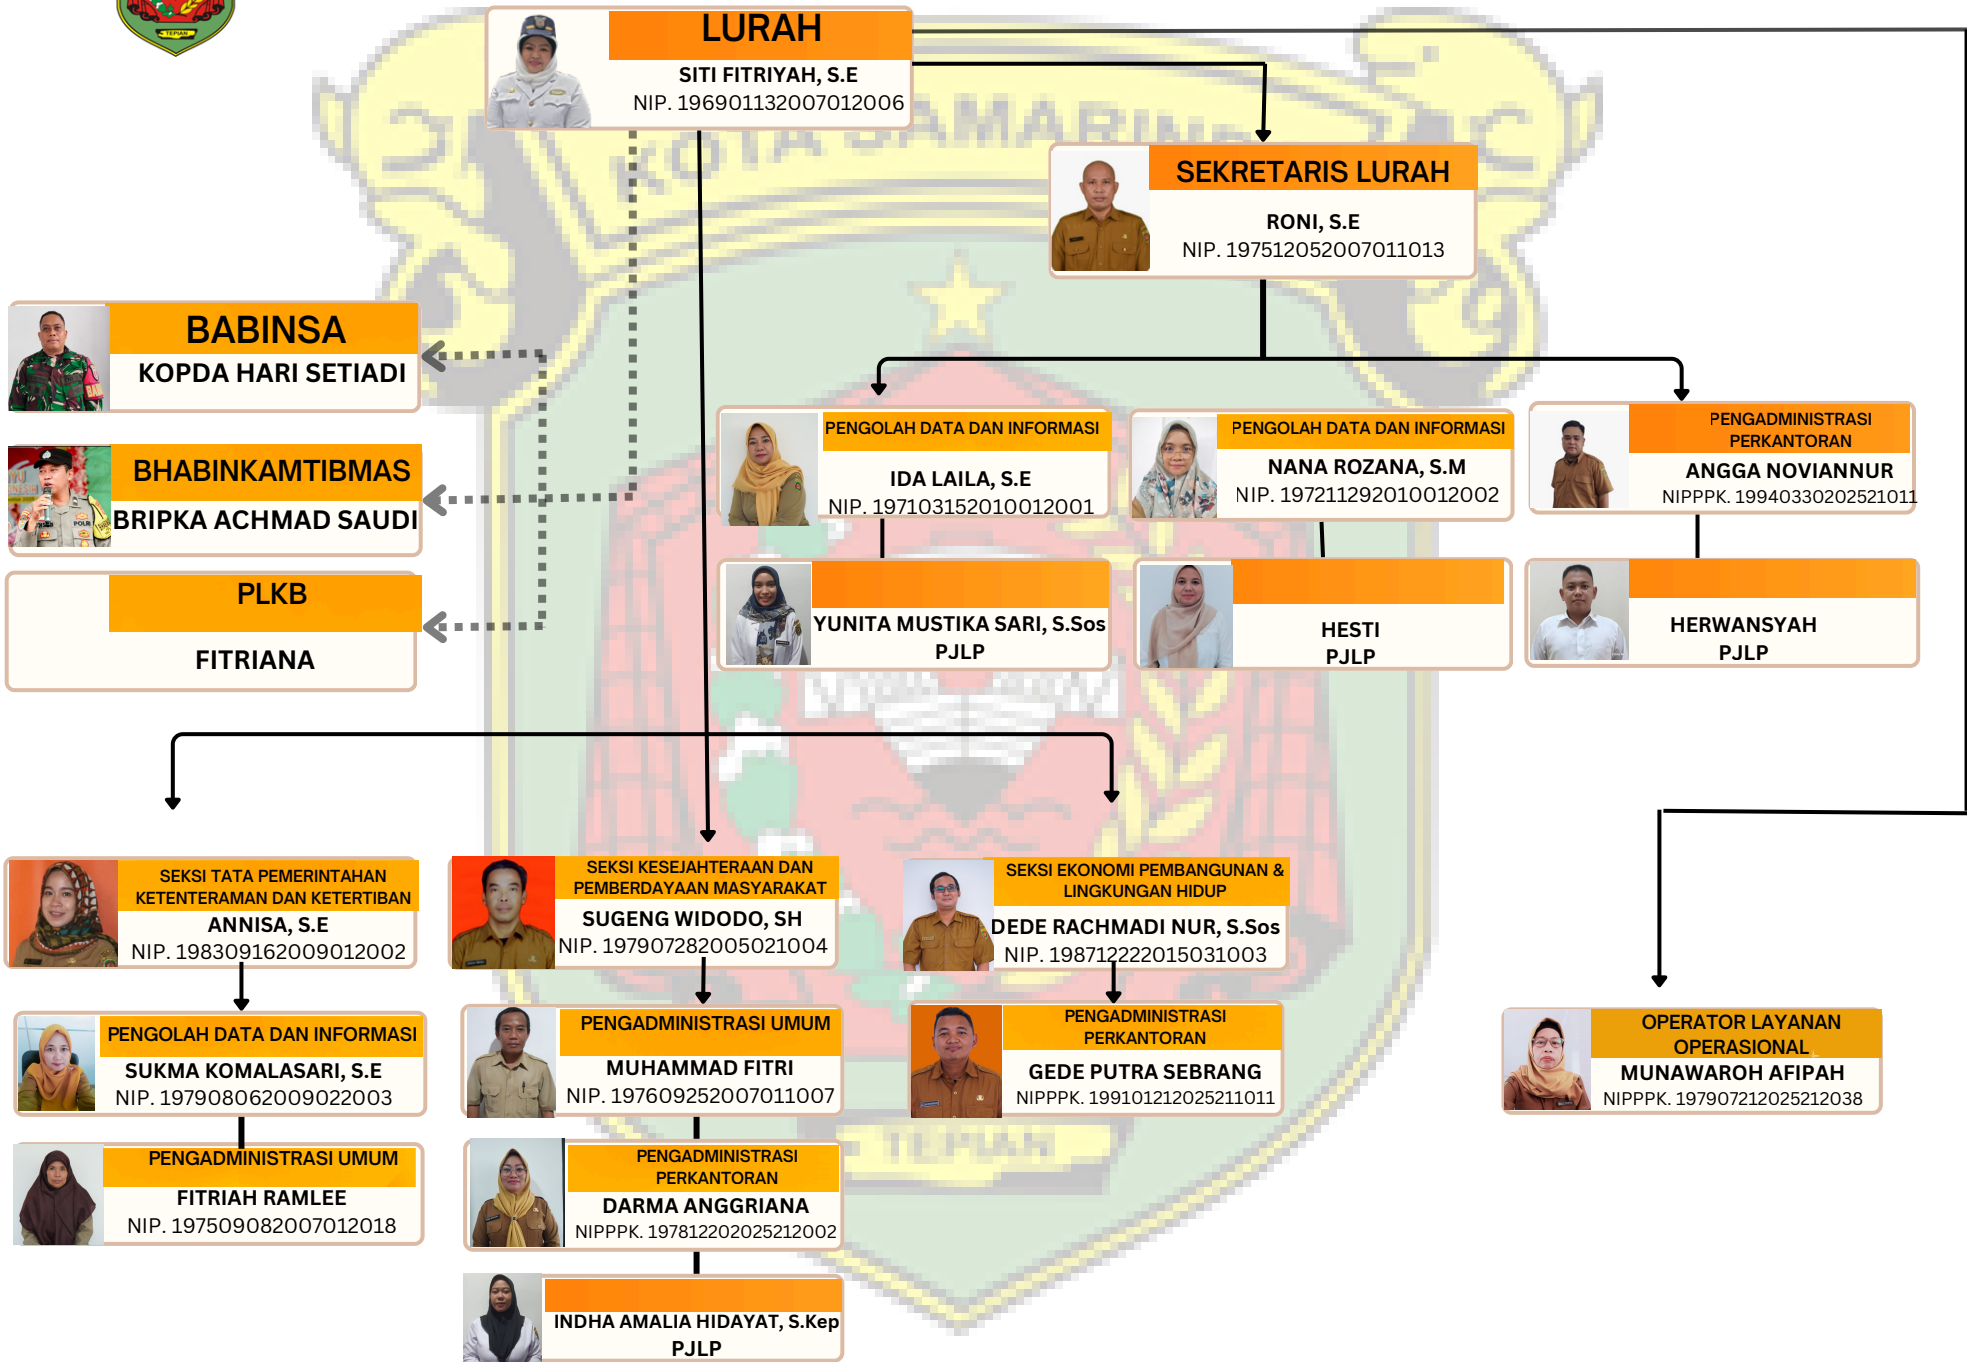 TEPIAN
LURAH
SITI FITRIYAH, S.E
NIP. 196901132007012006
KOTA SAMARIN
SEKRETARIS LURAH
RONI, S.E
NIP. 197512052007011013
BABINSA
KOPDA HARI SETIADI
BHABINKAMTIBMAS
BRIPKA ACHMAD SAUDI
PLKB
FITRIANA
PENGOLAH DATA DAN INFORMASI
IDA LAILA, S.E
NIP. 197103152010012001
PENGOLAH DATA DAN INFORMASI
NANA ROZANA, S.M
NIP. 197211292010012002
PENGADMINISTRASI
PERKANTORAN
ANGGA NOVIANNUR
NIPPPK. 19940330202521011
YUNITA MUSTIKA SARI, S.Sos
PJLP
HESTI
PJLP
HERWANSYAH
PJLP
SEKSI TATA PEMERINTAHAN
KETENTERAMAN DAN KETERTIBAN
ANNISA, S.E
NIP. 198309162009012002
SEKSI KESEJAHTERAAN DAN
PEMBERDAYAAN MASYARAKAT
SUGENG WIDODO, SH
NIP. 197907282005021004
SEKSI EKONOMI PEMBANGUNAN &
LINGKUNGAN HIDUP
DEDE RACHMADI NUR, S.Sos
NIP. 198712222015031003
PENGOLAH DATA DAN INFORMASI
SUKMA KOMALASARI, S.E
NIP. 197908062009022003
PENGADMINISTRASI UMUM
MUHAMMAD FITRI
NIP. 197609252007011007
PENGADMINISTRASI
PERKANTORAN
GEDE PUTRA SEBRANG
NIPPPK. 199101212025211011
OPERATOR LAYANAN
OPERASIONAL
MUNAWAROH AFIPAH
NIPPPK. 197907212025212038
PENGADMINISTRASI UMUM
FITRIAH RAMLEE
NIP. 197509082007012018
PENGADMINISTRASI
PERKANTORAN
DARMA ANGGRIANA
NIPPPK. 197812202025212002
TEPIAN
INDHA AMALIA HIDAYAT, S.Kep
PJLP